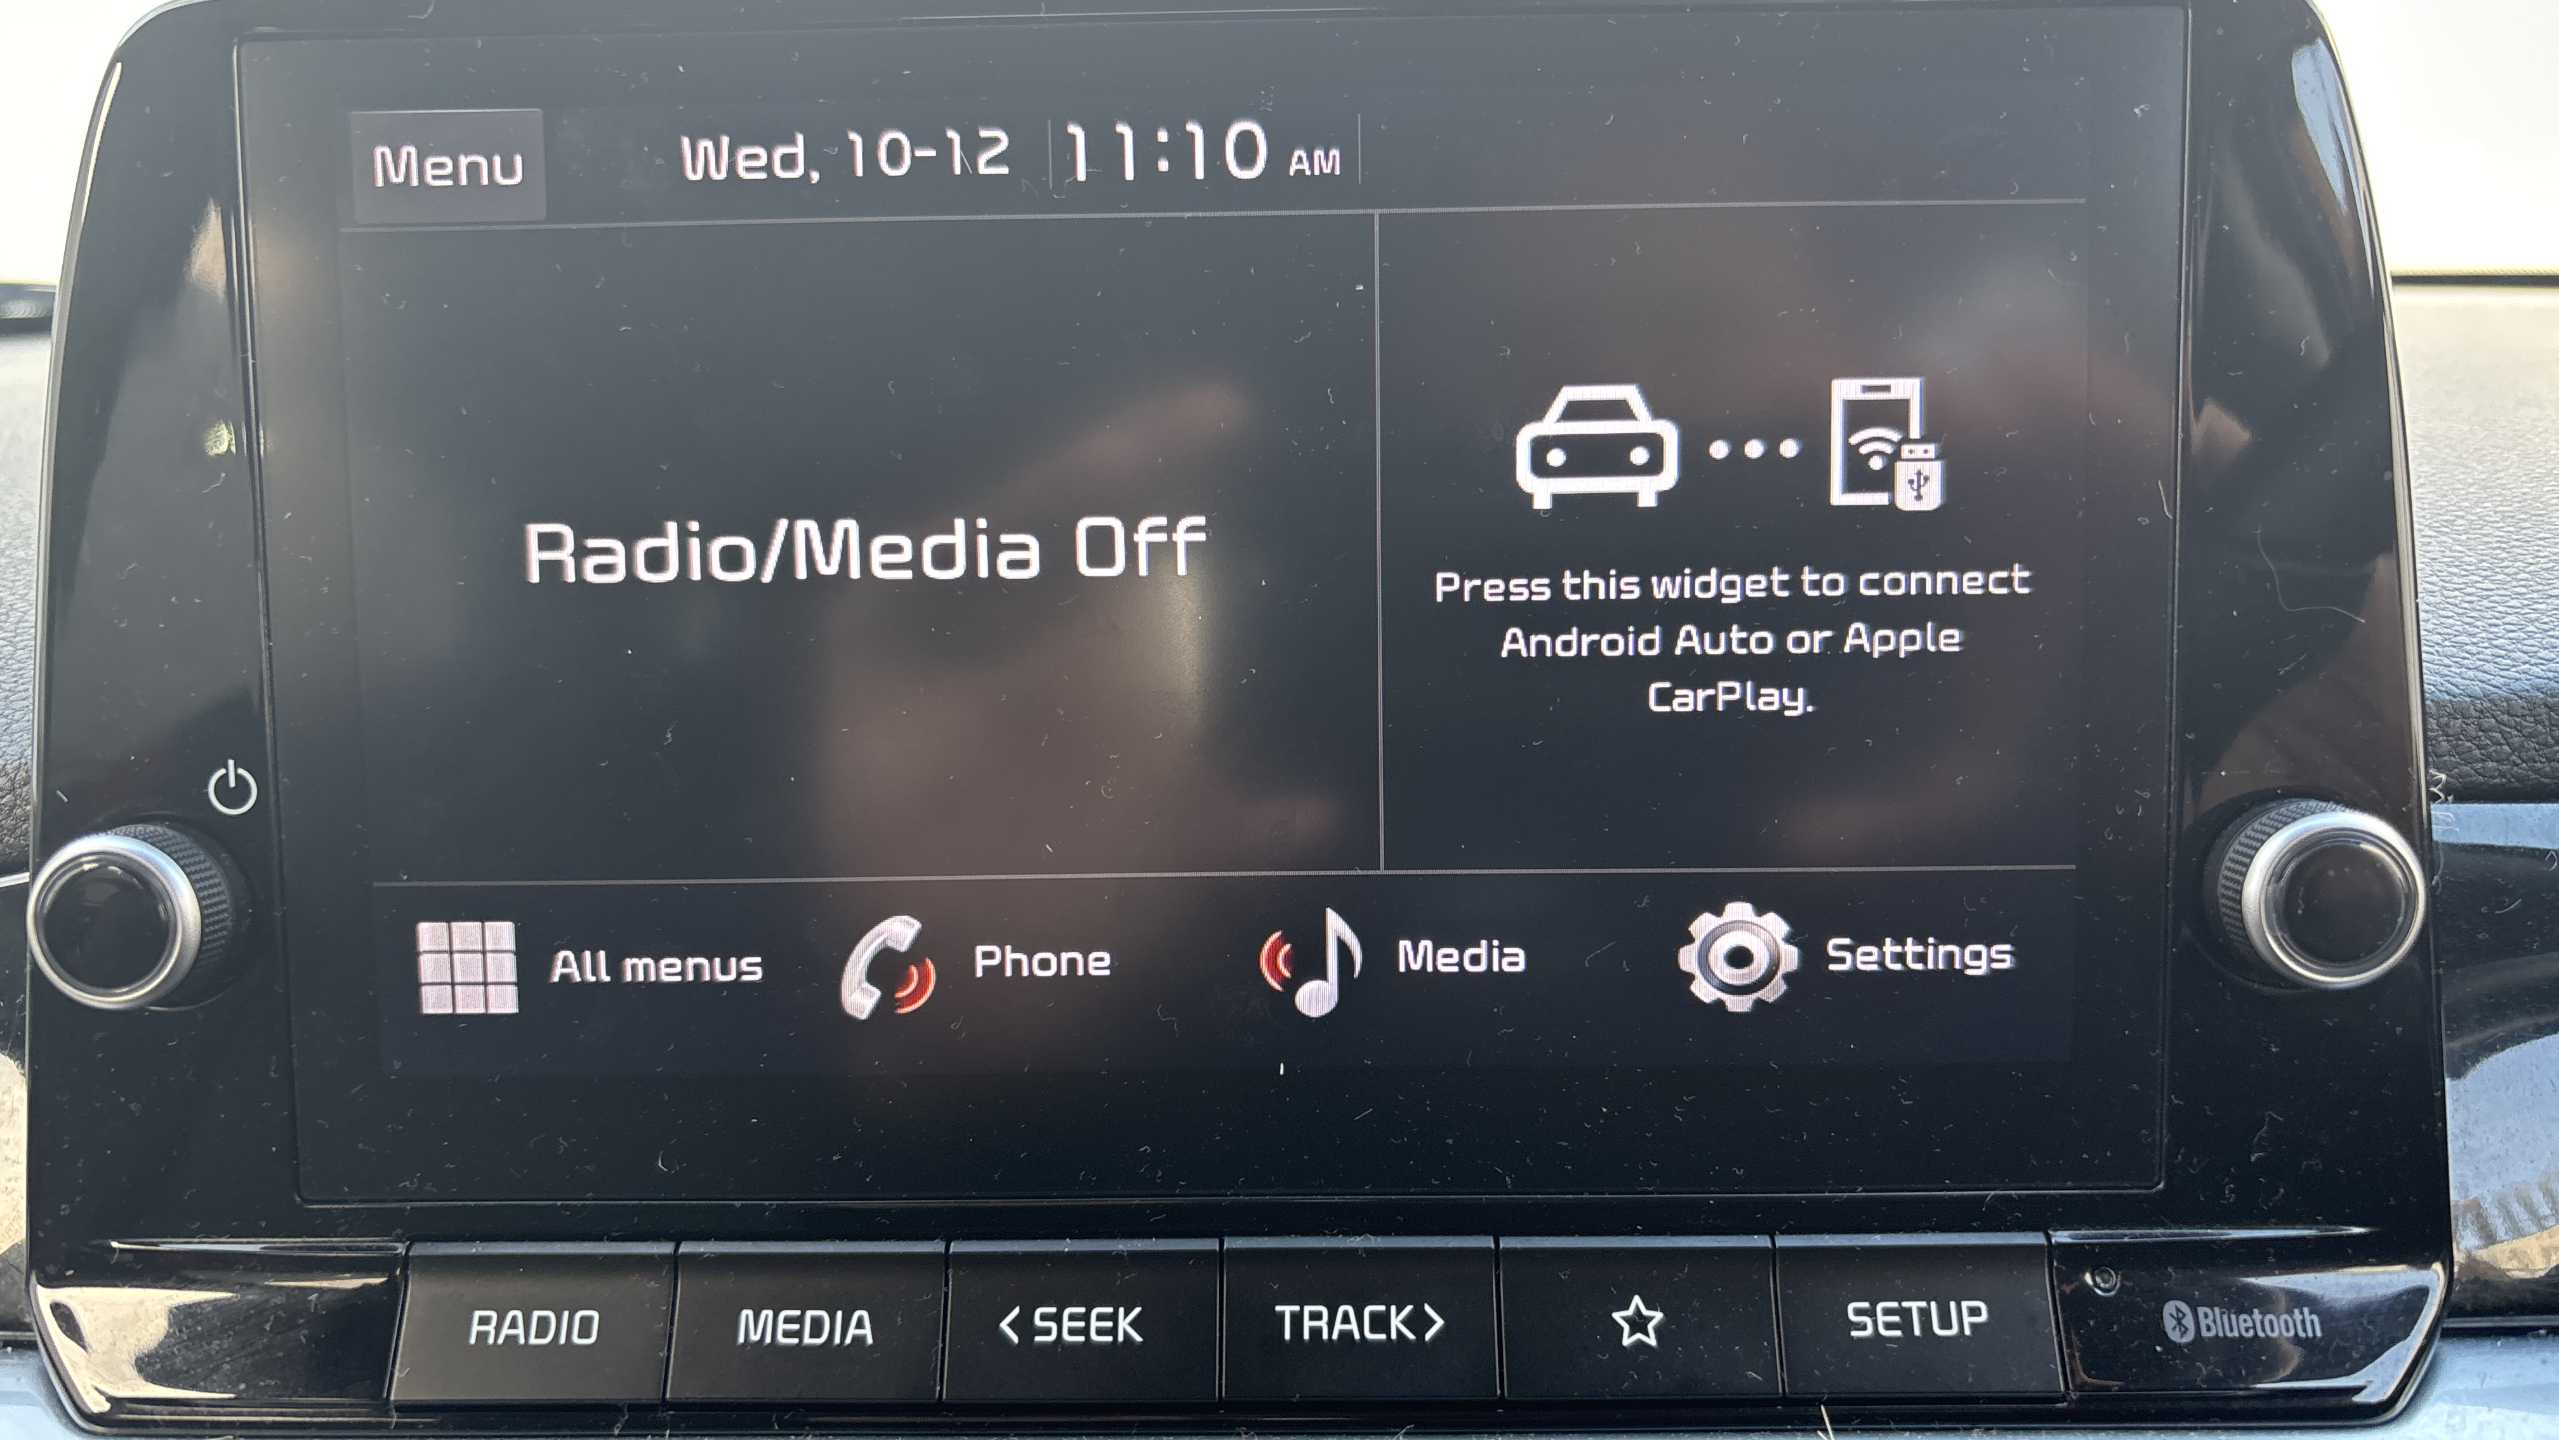 Menu
Wed, 10-12 11:10 AM
Radio/Media Off
Press this widget to connect
Android Auto or Apple
CarPlay.
All menus Phone Media Settings
RADIO MEDIA <SEEK TRACK> SETUP Bluetooth